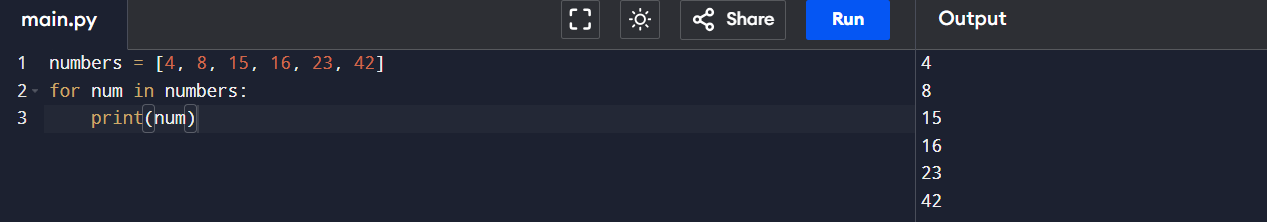 main.py Share Run Output
1 numbers = [4, 8, 15, 16, 23, 42]
2 for num in numbers:
3     print(num)
4
8
15
16
23
42